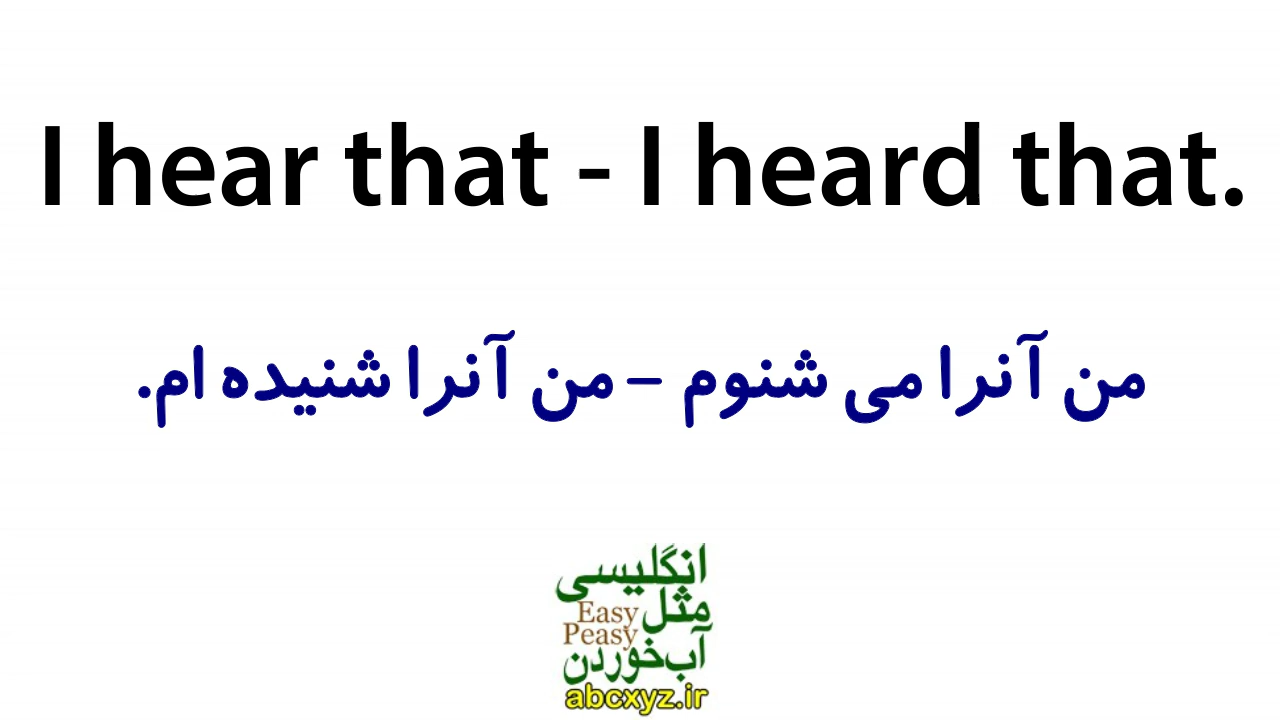 I hear that - I heard that.
من آنرا می شنوم – من آنرا شنیده ام.
انگلیسی
مثل
Easy
Peasy
آب خوردن
abcxyz.ir